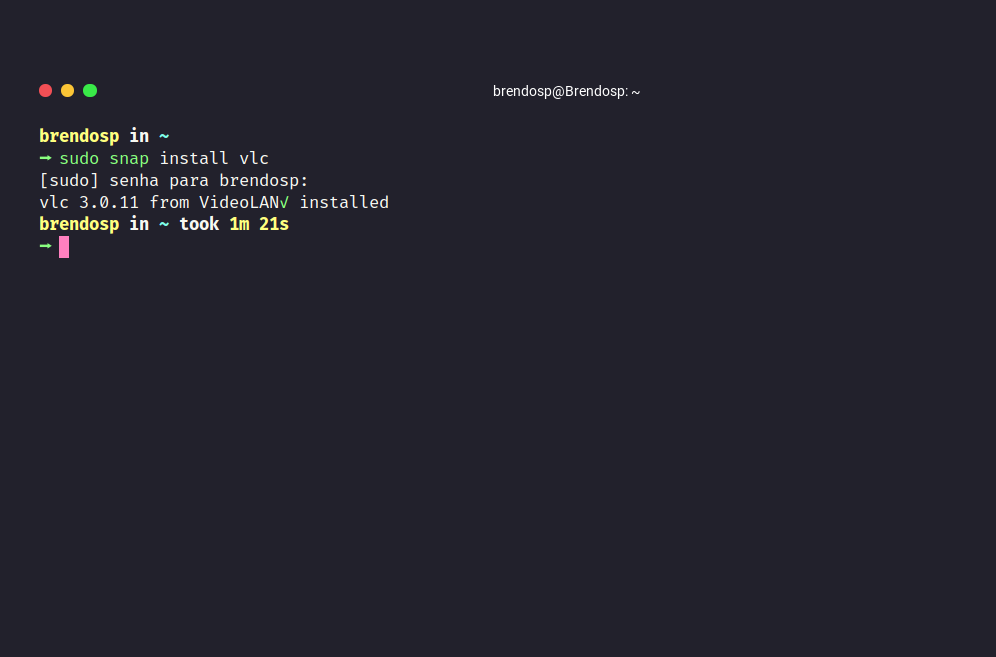 brendosp@Brendosp: ~
brendosp in ~
➞ sudo snap install vlc
[sudo] senha para brendosp:
vlc 3.0.11 from VideoLAN√ installed
brendosp in ~ took 1m 21s
➞